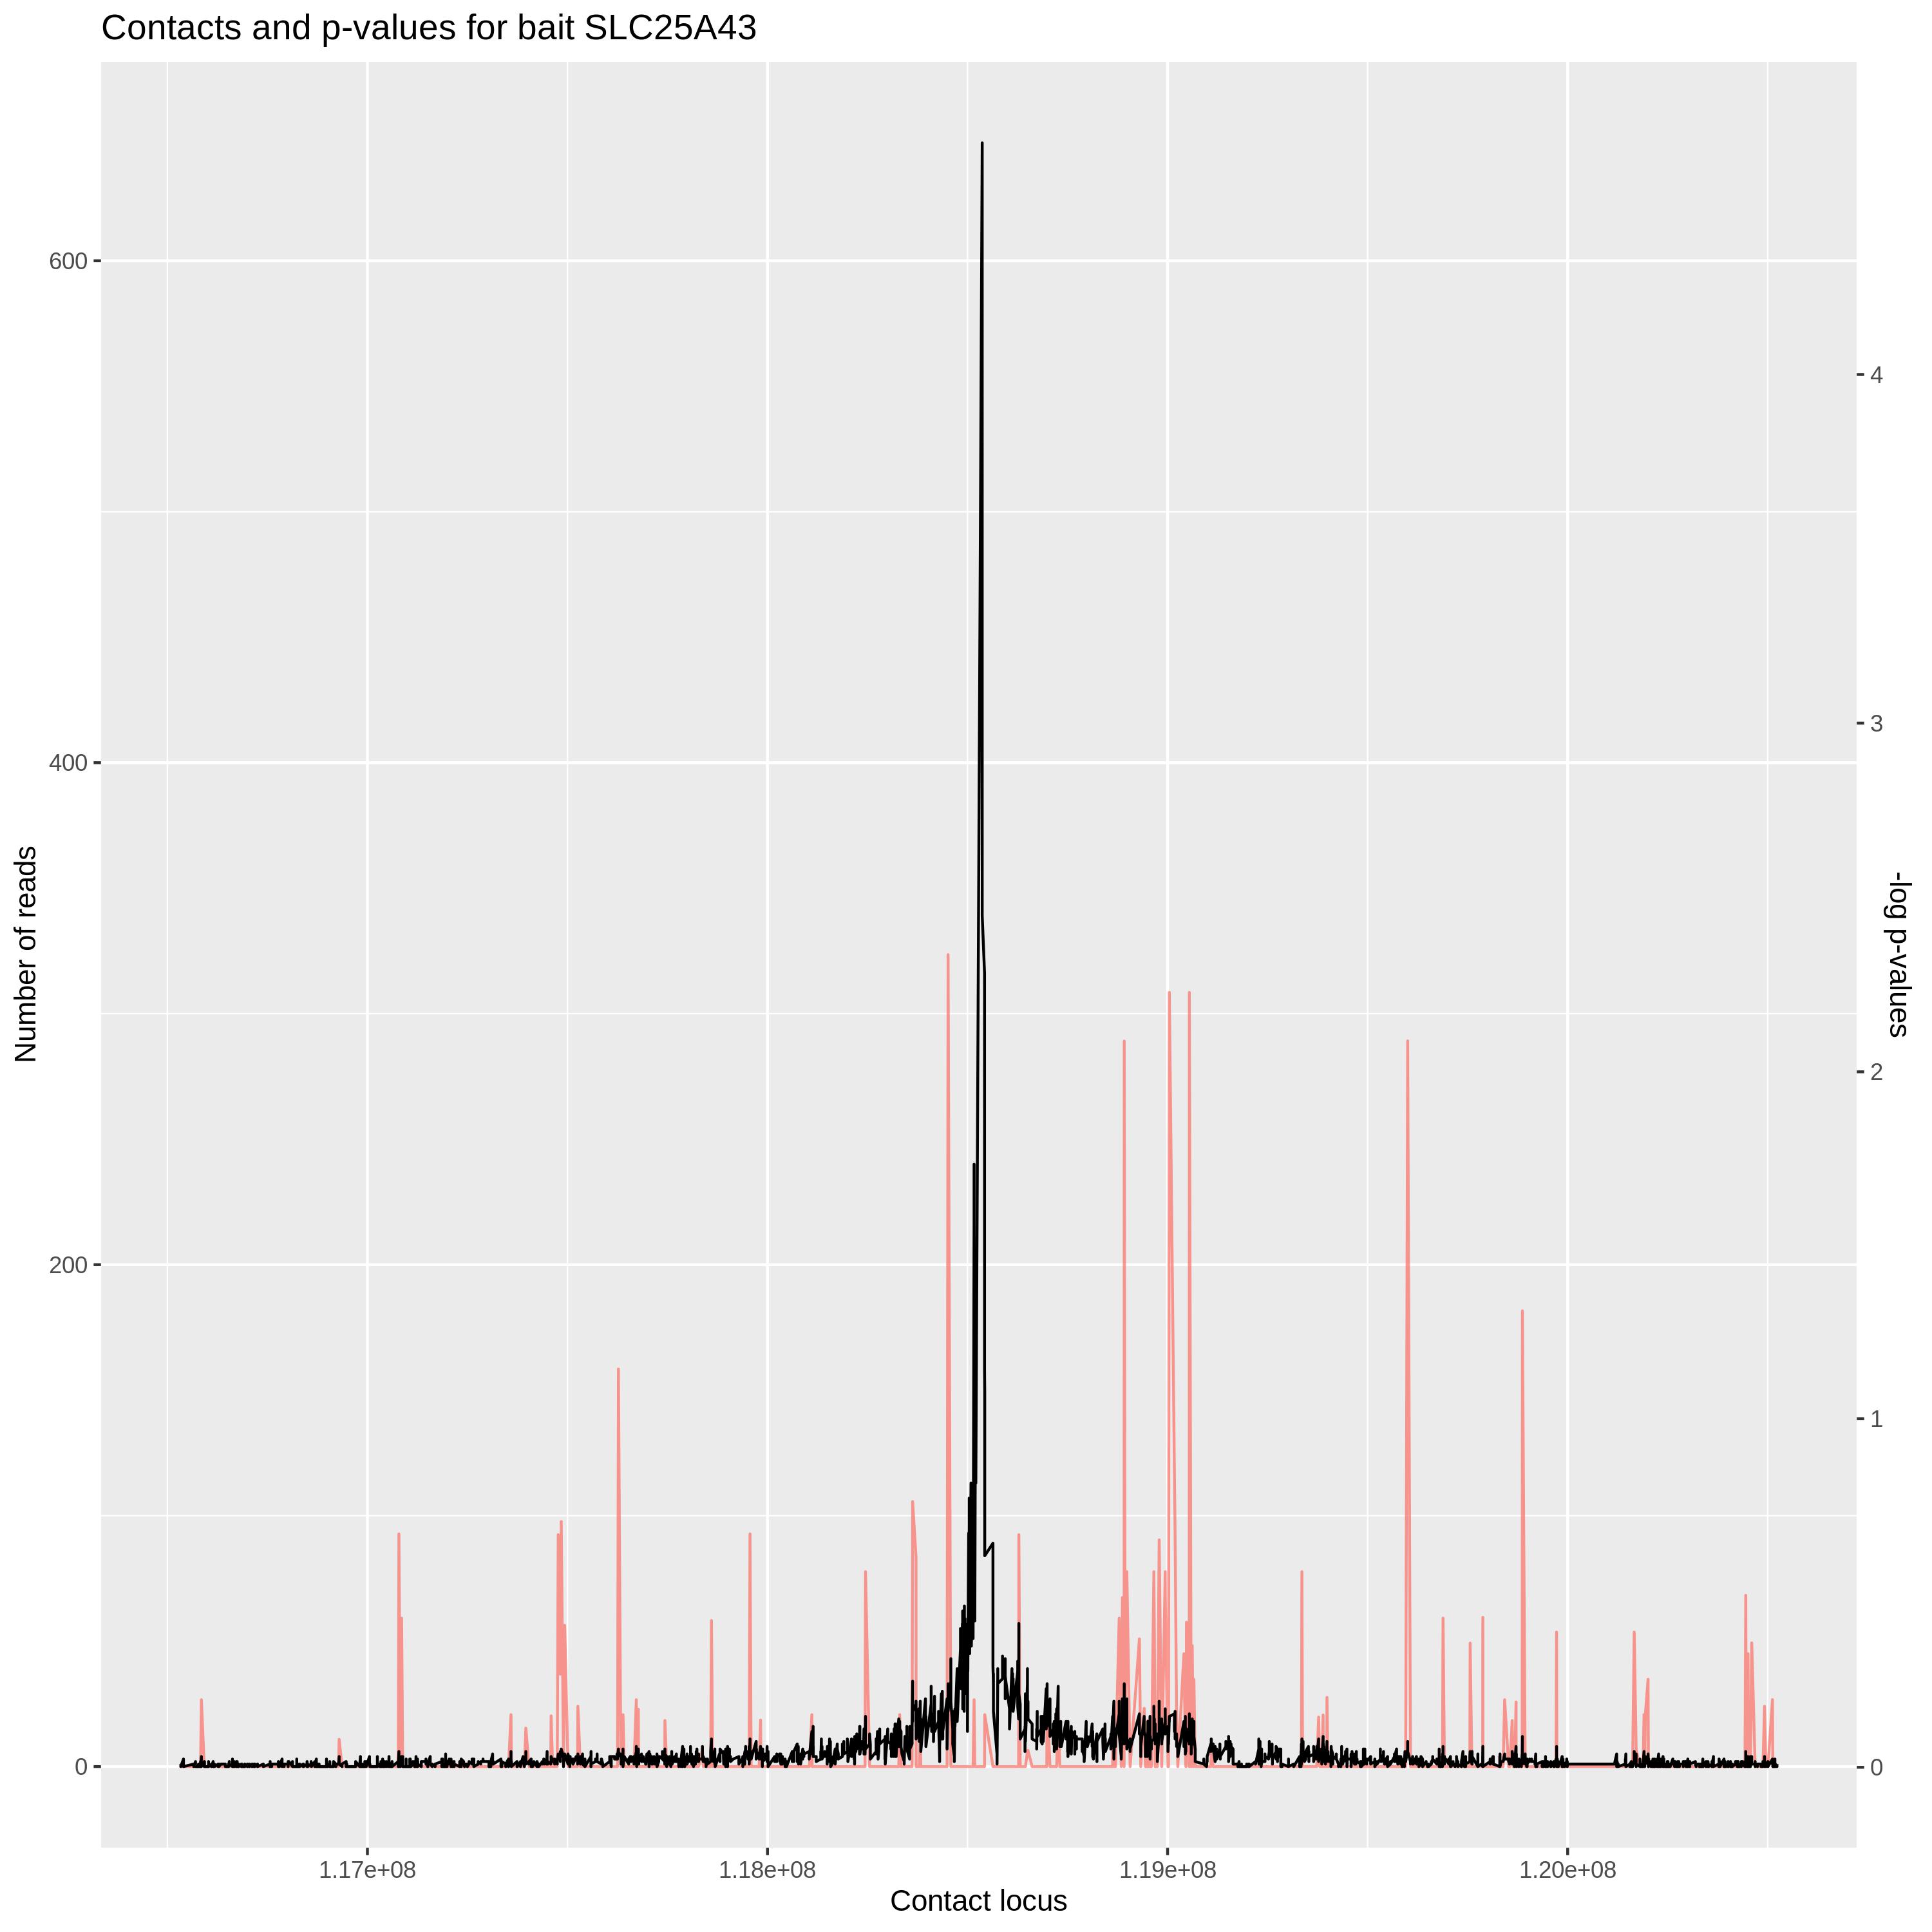 Contacts and p-values for bait SLC25A43
600
400
200
0
Number of reads
4
3
2
1
0
-log p-values
1.17e+08
1.18e+08
1.19e+08
1.20e+08
Contact locus